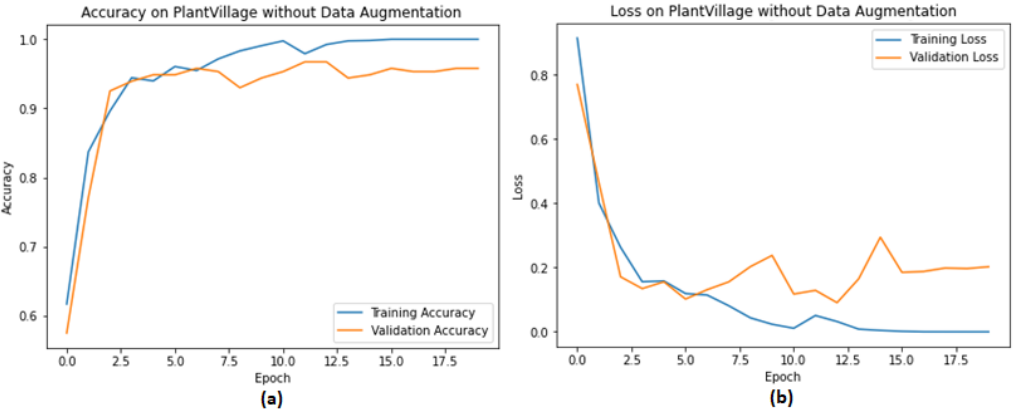 Accuracy on PlantVillage without Data Augmentation
1.0
0.9
0.8
0.7
0.6
Accuracy
Training Accuracy
Validation Accuracy
0.0 2.5 5.0 7.5 10.0 12.5 15.0 17.5
Epoch
(a)
Loss on PlantVillage without Data Augmentation
Training Loss
Validation Loss
0.8
0.6
0.4
0.2
0.0
Loss
0.0 2.5 5.0 7.5 10.0 12.5 15.0 17.5
Epoch
(b)